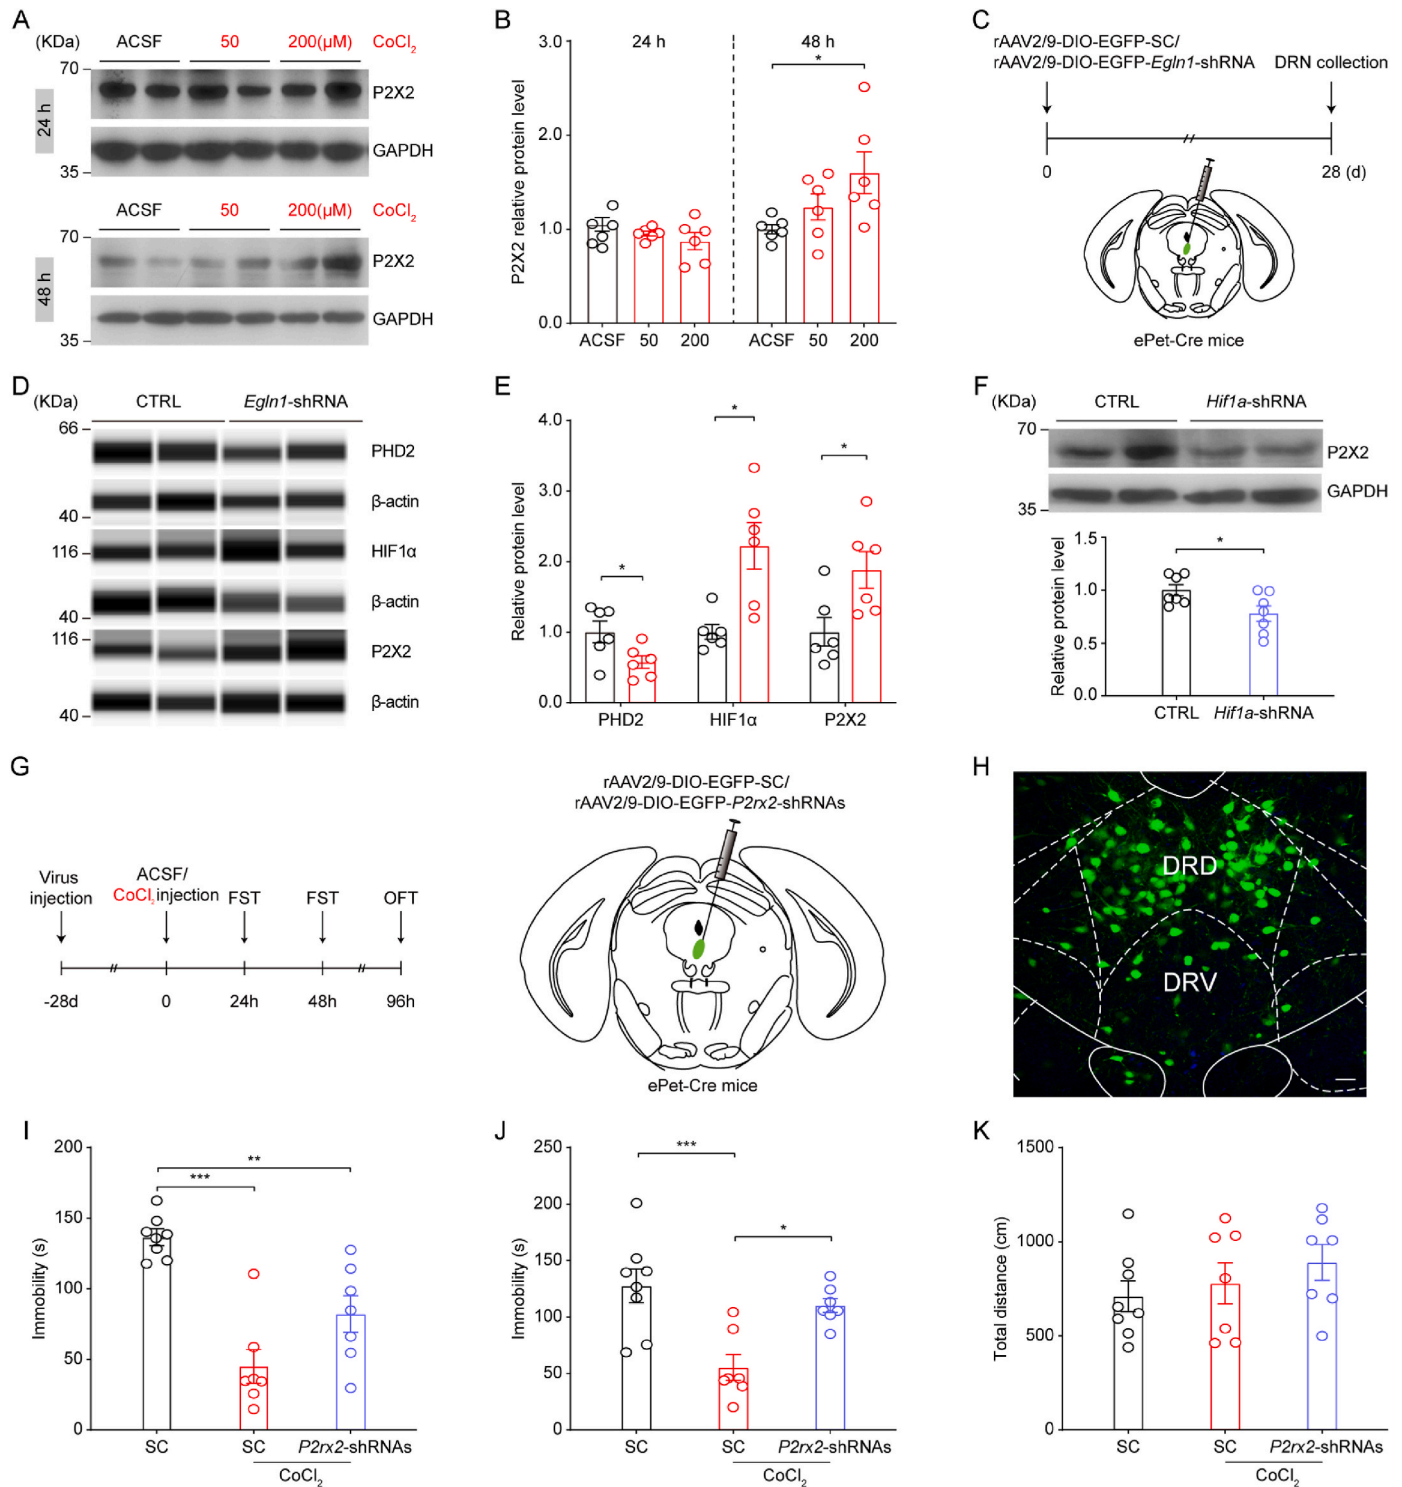 A
(KDa)
ACSF 50 200(μM) CoCl2
70
P2X2
24 h
GAPDH
35
ACSF 50 200(μM) CoCl2
70
P2X2
48 h
GAPDH
35
B
24 h 48 h
*
P2X2 relative protein level
3.0
2.0
1.0
0.0
ACSF 50 200 ACSF 50 200
C
rAAV2/9-DIO-EGFP-SC/
rAAV2/9-DIO-EGFP-Egln1-shRNA DRN collection
0 28 (d)
ePet-Cre mice
D
(KDa) CTRL Egln1-shRNA
66
PHD2
β-actin
40
116 HIF1α
β-actin
40
116
P2X2
β-actin
40
E
Relative protein level
4.0
3.0
2.0
1.0
0.0
* * *
PHD2 HIF1α P2X2
F
(KDa) CTRL Hif1a-shRNA
70
P2X2
GAPDH
35
Relative protein level
1.5
1.0
0.5
0.0
*
CTRL Hif1a-shRNA
G
Virus
injection
ACSF/
CoCl2 injection
FST FST OFT
-28d 0 24h 48h 96h
rAAV2/9-DIO-EGFP-SC/
rAAV2/9-DIO-EGFP-P2rx2-shRNAs
ePet-Cre mice
H
DRD
DRV
I
Immobility (s)
200
150
100
50
0
**
***
SC SC P2rx2-shRNAs
CoCl2
J
Immobility (s)
250
200
150
100
50
0
***
*
SC SC P2rx2-shRNAs
CoCl2
K
Total distance (cm)
1500
1000
500
0
SC SC P2rx2-shRNAs
CoCl2